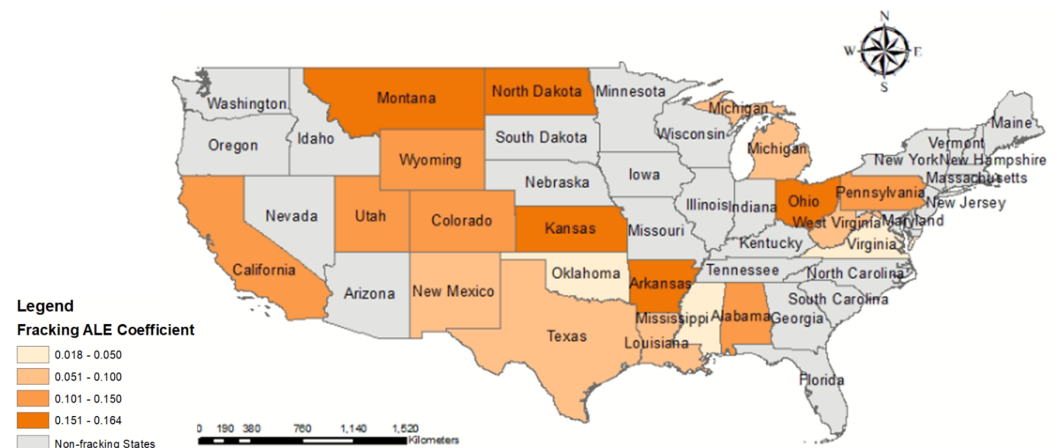 N
W E
S
Washington
Montana
North Dakota
Minnesota
Michigan
Maine
Oregon
Idaho
South Dakota
Wisconsin
Michigan
Vermont
Wyoming
New York
New Hampshire
Massachusetts
Nebraska
Iowa
Pennsylvania
New Jersey
Nevada
Utah
Colorado
Illinois
Indiana
Ohio
West Virginia
Maryland
Kansas
Missouri
Kentucky
Virginia
California
Arizona
New Mexico
Oklahoma
Arkansas
Tennessee
North Carolina
South Carolina
Texas
Mississippi
Alabama
Georgia
Louisiana
Florida
Legend
Fracking ALE Coefficient
0.018 - 0.050
0.051 - 0.100
0.101 - 0.150
0.151 - 0.164
Non-fracking States
0 190 380 760 1,140 1,520
Kilometers